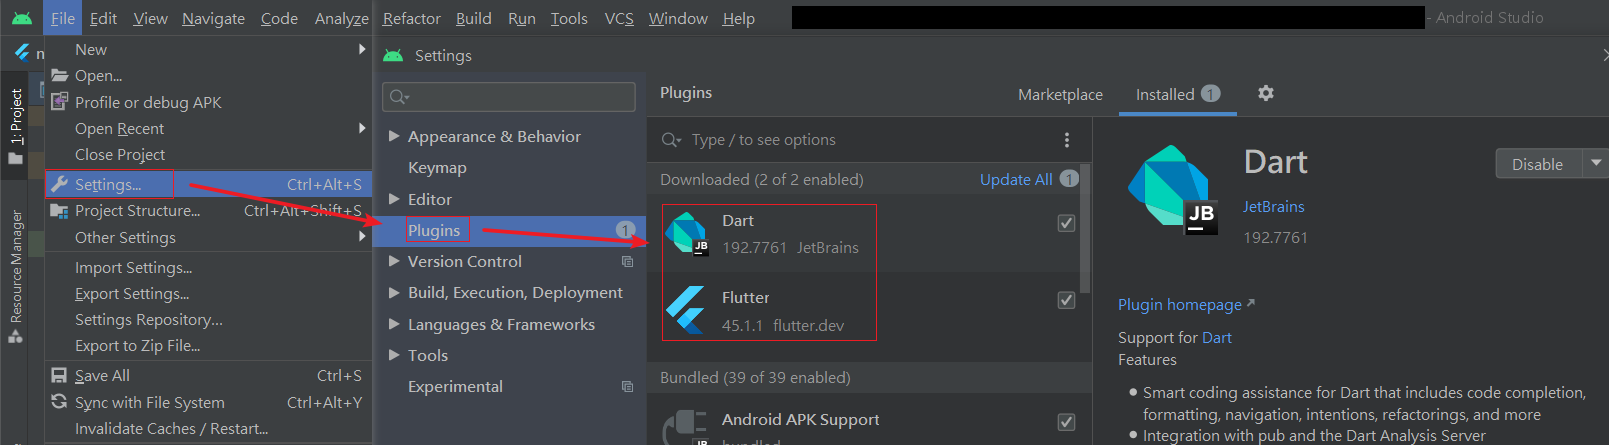 File Edit View Navigate Code Analyze Refactor Build Run Tools VCS Window Help - Android Studio
New
Open...
Profile or debug APK
Open Recent
Close Project
Settings... Ctrl+Alt+S
Project Structure... Ctrl+Alt+Shift+S
Other Settings
Import Settings...
Export Settings...
Settings Repository...
Export to Zip File...
Save All Ctrl+S
Sync with File System Ctrl+Alt+Y
Invalidate Caches / Restart...
1: Project
Resource Manager
Settings
Appearance & Behavior
Keymap
Editor
Plugins 1
Version Control
Build, Execution, Deployment
Languages & Frameworks
Tools
Experimental
Plugins Marketplace Installed 1
Type / to see options
Downloaded (2 of 2 enabled) Update All 1
Dart
192.7761 JetBrains
Flutter
45.1.1 flutter.dev
Bundled (39 of 39 enabled)
Android APK Support
bundled
JB
Dart
Disable
JetBrains
192.7761
Plugin homepage
Support for Dart
Features
Smart coding assistance for Dart that includes code completion,
formatting, navigation, intentions, refactorings, and more
Integration with pub and the Dart Analysis Server